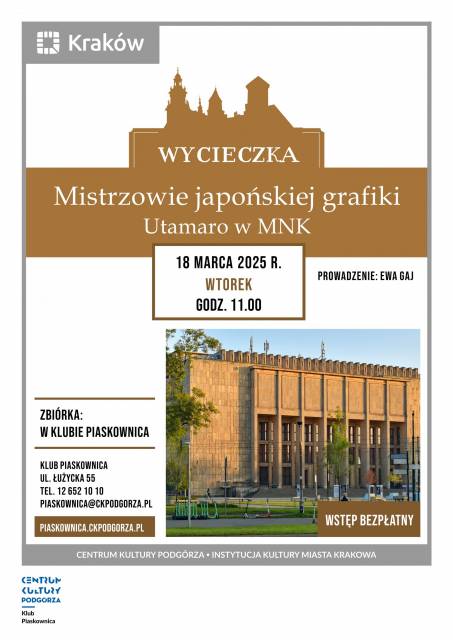 Kraków
WYCIECZKA
Mistrzowie japońskiej grafiki
Utamaro w MNK
18 MARCA 2025 R.
WTOREK
GODZ. 11.00
PROWADZENIE: EWA GAJ
ZBIÓRKA:
W KLUBIE PIASKOWNICA
KLUB PIASKOWNICA
UL. ŁUŻYCKA 55
TEL. 12 652 10 10
PIASKOWNICA@CKPODGORZA.PL
PIASKOWNICA.CKPODGORZA.PL
WSTĘP BEZPŁATNY
CENTRUM KULTURY PODGÓRZA • INSTYTUCJA KULTURY MIASTA KRAKOWA
CENTRUM
KULTURY
PODGORZA
Klub
Piaskownica